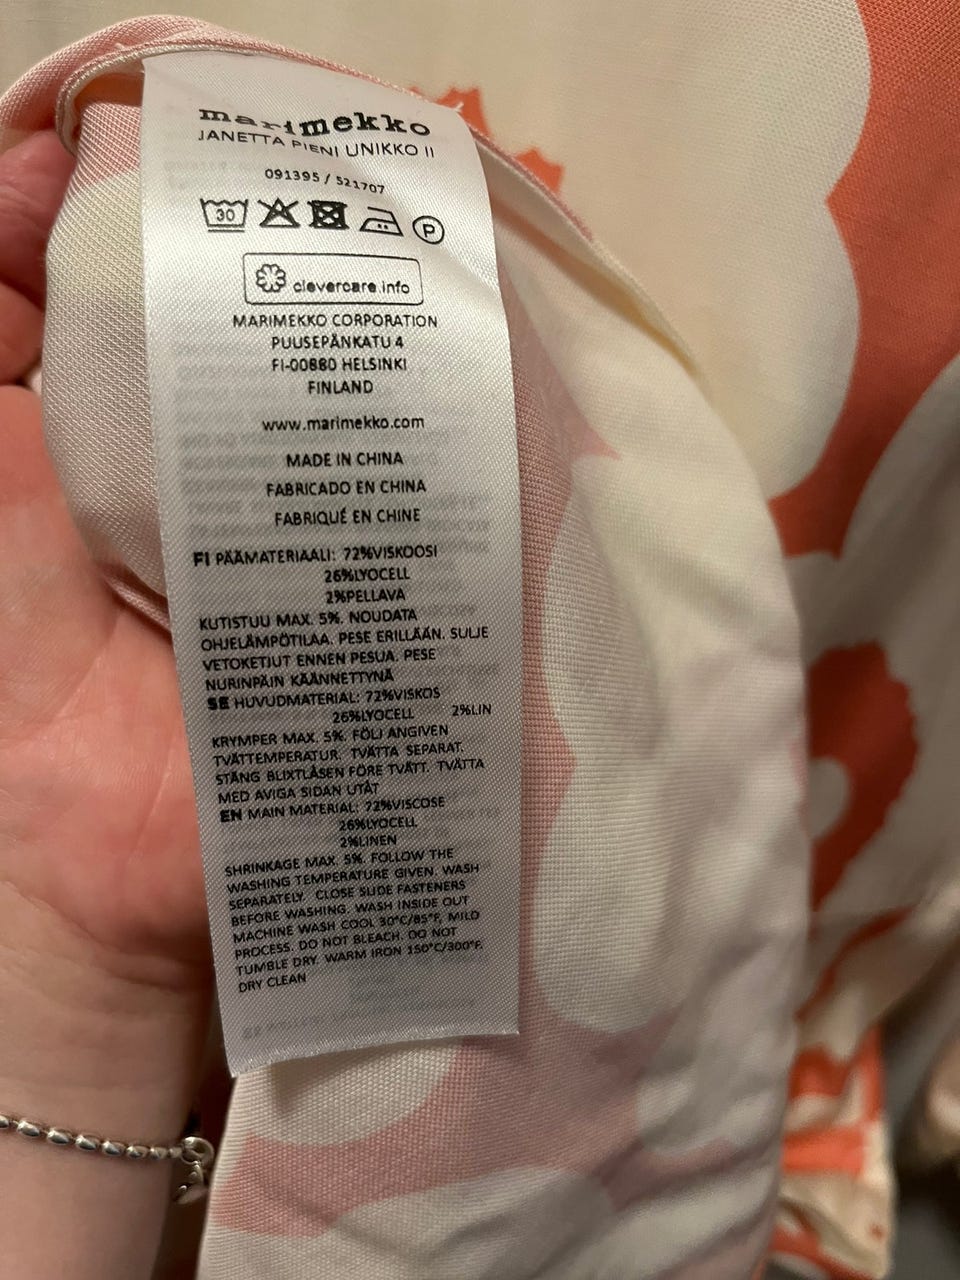 marimekko
JANETTA PIENI UNIKKO II
091395 / 521707
30 P
clevercare.info
MARIMEKKO CORPORATION
PUUSEPÄNKATU 4
FI-00880 HELSINKI
FINLAND
www.marimekko.com
MADE IN CHINA
FABRICADO EN CHINA
FABRIQUÉ EN CHINE
FI PÄÄMATERIAALI: 72%VISKOOSI
26%LYOCELL
2%PELLAVA
KUTISTUU MAX. 5%. NOUDATA
OHJELÄMPÖTILAA. PESE ERILLÄÄN. SULJE
VETOKETJUT ENNEN PESUA. PESE
NURINPÄIN KÄÄNNETTYNÄ
SE HUVUDMATERIAL: 72%VISKOS
26%LYOCELL 2%LIN
KRYMPER MAX. 5%. FÖLJ ANGIVEN
TVÄTTEMPERATUR. TVÄTTA SEPARAT.
STÄNG BLIXTLÅSEN FÖRE TVÄTT. TVÄTTA
MED AVIGA SIDAN UTÅT
EN MAIN MATERIAL: 72%VISCOSE
26%LYOCELL
2%LINEN
SHRINKAGE MAX. 5%. FOLLOW THE
WASHING TEMPERATURE GIVEN. WASH
SEPARATELY. CLOSE SLIDE FASTENERS
BEFORE WASHING. WASH INSIDE OUT
MACHINE WASH COOL 30°C/85°F, MILD
PROCESS. DO NOT BLEACH. DO NOT
TUMBLE DRY. WARM IRON 150°C/300°F.
DRY CLEAN